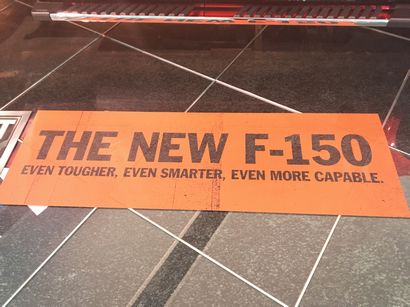 THE NEW F-150
EVEN TOUGHER, EVEN SMARTER, EVEN MORE CAPABLE.